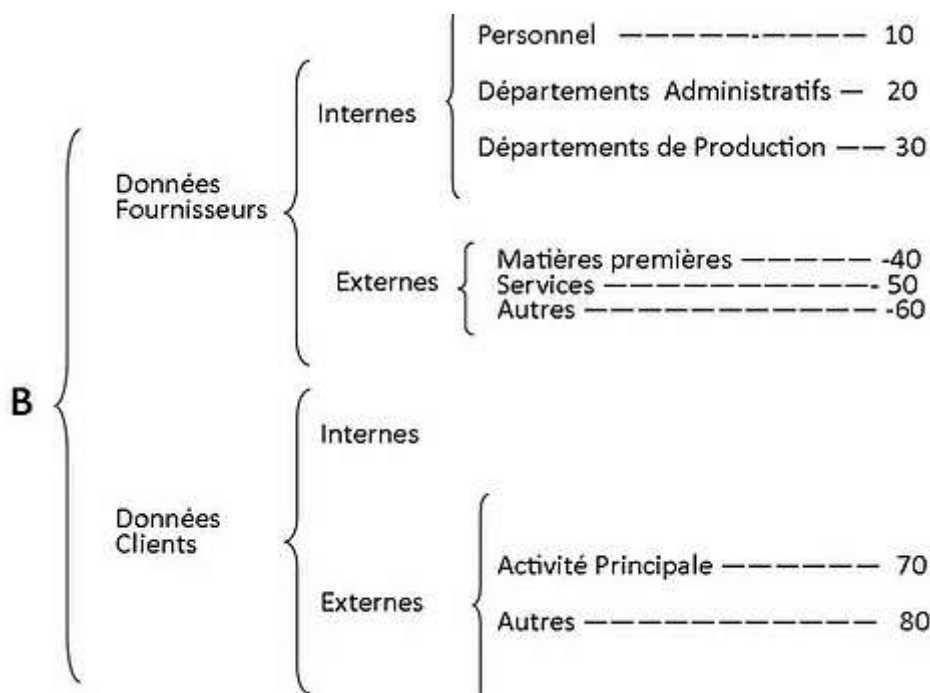 Personnel ——————-———— 10
Internes
Départements Administratifs — 20
Départements de Production —— 30
Données
Fournisseurs
Matières premières —————— -40
Externes
Services ———————————- 50
Autres ———————————— -60
B
Internes
Données
Clients
Activité Principale ——————— 70
Externes
Autres ———————————— 80